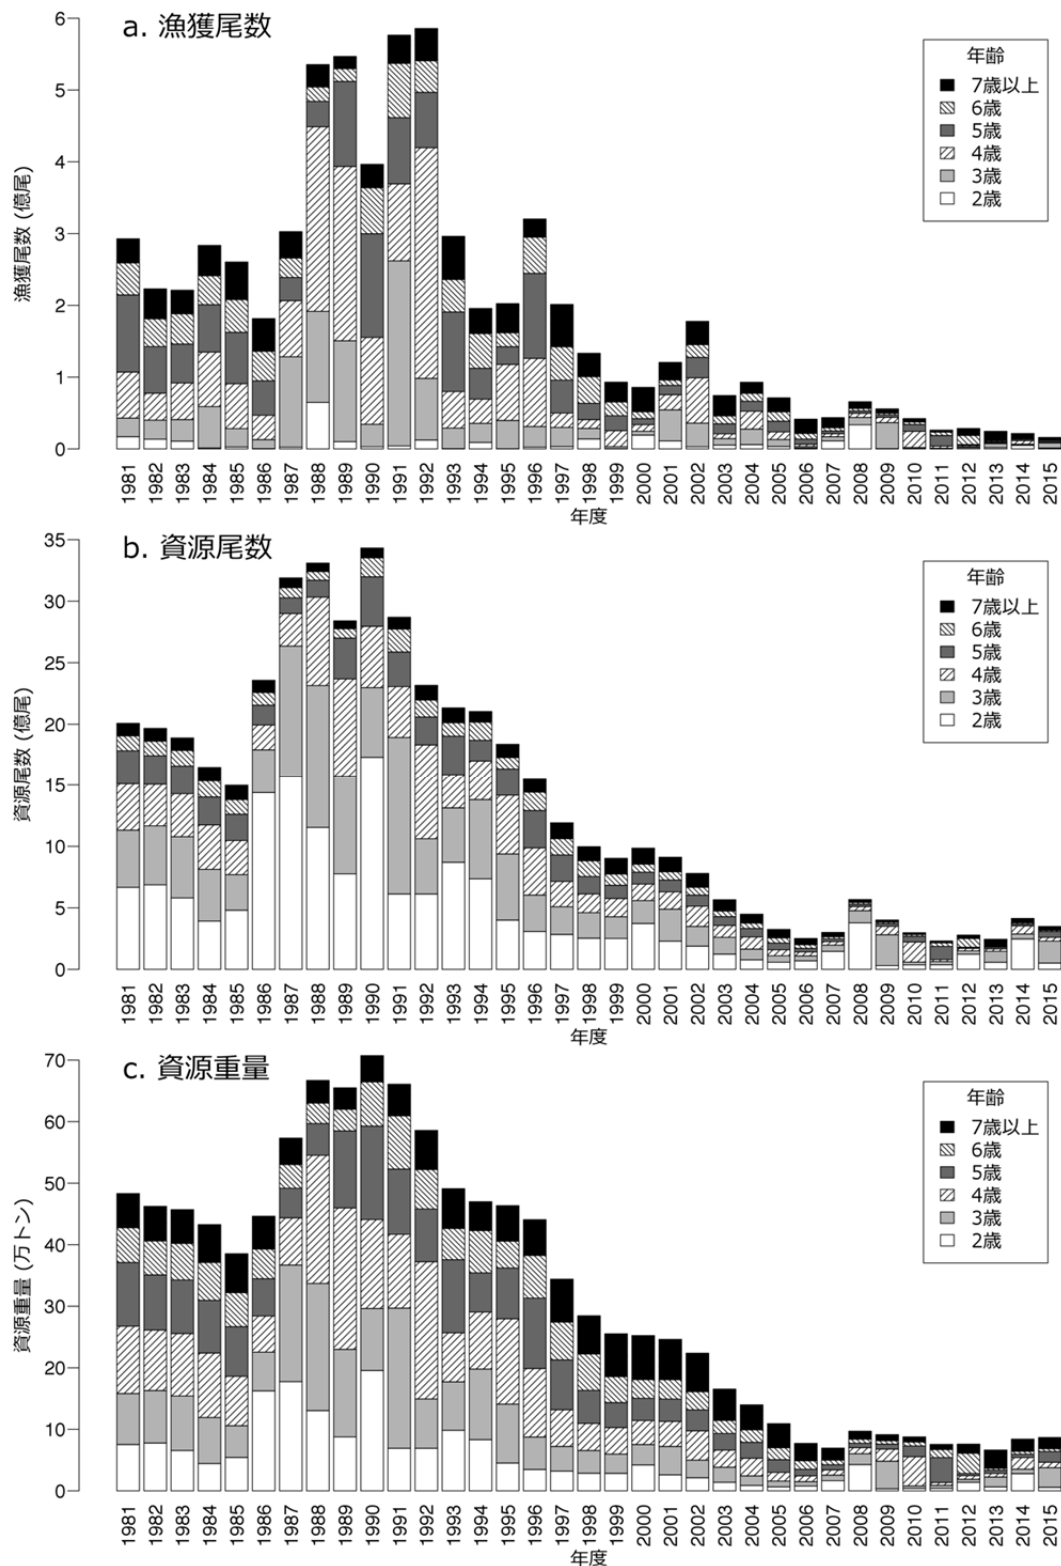 a. 漁獲尾数
漁獲尾数 (億尾)
6
5
4
3
2
1
0
年齢
7歳以上
6歳
5歳
4歳
3歳
2歳
1981 1982 1983 1984 1985 1986 1987 1988 1989 1990 1991 1992 1993 1994 1995 1996 1997 1998 1999 2000 2001 2002 2003 2004 2005 2006 2007 2008 2009 2010 2011 2012 2013 2014 2015
年度
b. 資源尾数
資源尾数 (億尾)
35
30
25
20
15
10
5
0
年齢
7歳以上
6歳
5歳
4歳
3歳
2歳
1981 1982 1983 1984 1985 1986 1987 1988 1989 1990 1991 1992 1993 1994 1995 1996 1997 1998 1999 2000 2001 2002 2003 2004 2005 2006 2007 2008 2009 2010 2011 2012 2013 2014 2015
年度
c. 資源重量
資源重量 (万トン)
70
60
50
40
30
20
10
0
年齢
7歳以上
6歳
5歳
4歳
3歳
2歳
1981 1982 1983 1984 1985 1986 1987 1988 1989 1990 1991 1992 1993 1994 1995 1996 1997 1998 1999 2000 2001 2002 2003 2004 2005 2006 2007 2008 2009 2010 2011 2012 2013 2014 2015
年度